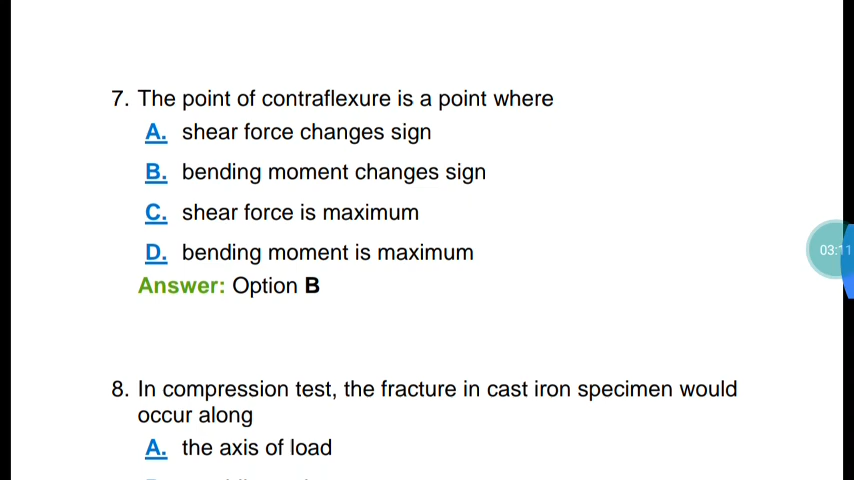 7. The point of contraflexure is a point where
A. shear force changes sign
B. bending moment changes sign
C. shear force is maximum
D. bending moment is maximum
Answer: Option B
03:11
8. In compression test, the fracture in cast iron specimen would
occur along
A. the axis of load